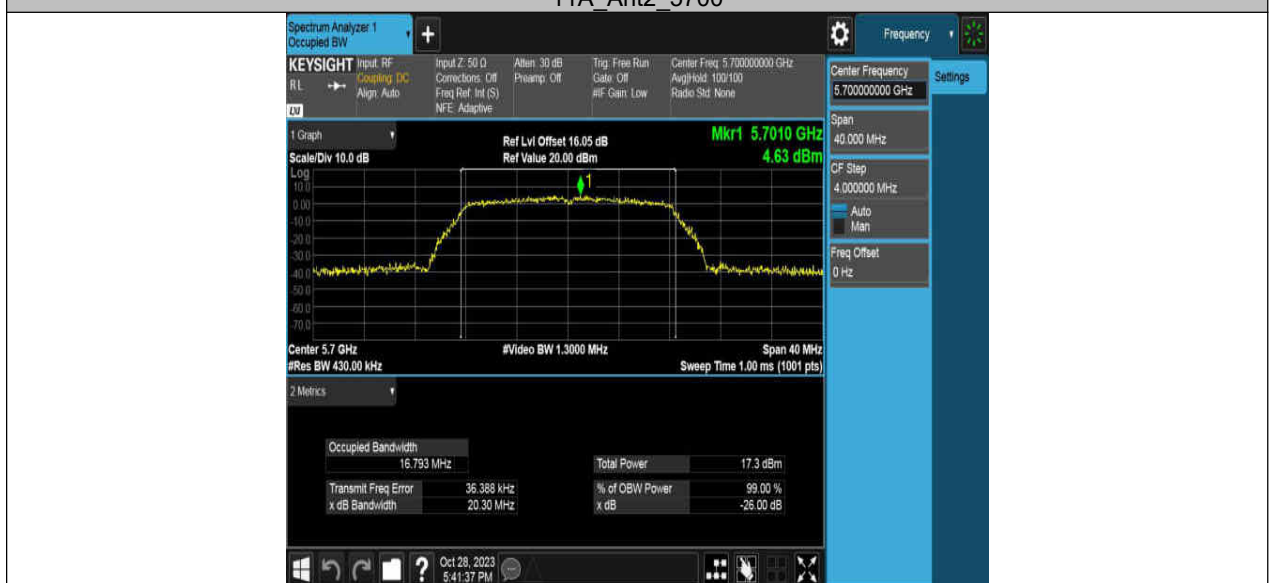 11A_Ant2_5700
Spectrum Analyzer 1
Occupied BW
+
Frequency
KEYSIGHT
RL
Input: RF
Coupling: DC
Align: Auto
Input Z: 50 Ω
Corrections: Off
Freq Ref: Int (S)
NFE: Adaptive
Atten: 30 dB
Preamp: Off
Trig: Free Run
Gate: Off
#IF Gain: Low
Center Freq: 5.700000000 GHz
Avg|Hold: 100/100
Radio Std: None
Center Frequency
5.700000000 GHz
Settings
Span
40.000 MHz
CF Step
4.000000 MHz
Auto
Man
Freq Offset
0 Hz
1 Graph
Scale/Div 10.0 dB
Ref Lvl Offset 16.05 dB
Ref Value 20.00 dBm
Mkr1 5.7010 GHz
4.63 dBm
Log
10.0
0.00
-10.0
-20.0
-30.0
-40.0
-50.0
-60.0
-70.0
1
Center 5.7 GHz
#Res BW 430.00 kHz
#Video BW 1.3000 MHz
Span 40 MHz
Sweep Time 1.00 ms (1001 pts)
2 Metrics
Occupied Bandwidth
16.793 MHz
Total Power 17.3 dBm
Transmit Freq Error 36.388 kHz
% of OBW Power 99.00 %
x dB Bandwidth 20.30 MHz
x dB -26.00 dB
?
Oct 28, 2023
5:41:37 PM